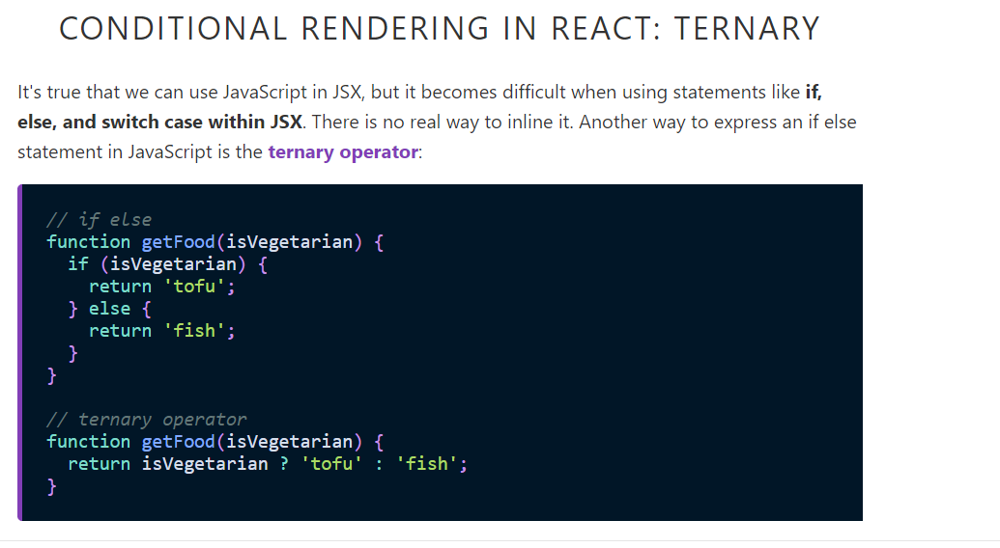 CONDITIONAL RENDERING IN REACT: TERNARY
It's true that we can use JavaScript in JSX, but it becomes difficult when using statements like if,
else, and switch case within JSX. There is no real way to inline it. Another way to express an if else
statement in JavaScript is the ternary operator:
// if else
function getFood(isVegetarian) {
  if (isVegetarian) {
    return 'tofu';
  } else {
    return 'fish';
  }
}
// ternary operator
function getFood(isVegetarian) {
  return isVegetarian ? 'tofu' : 'fish';
}